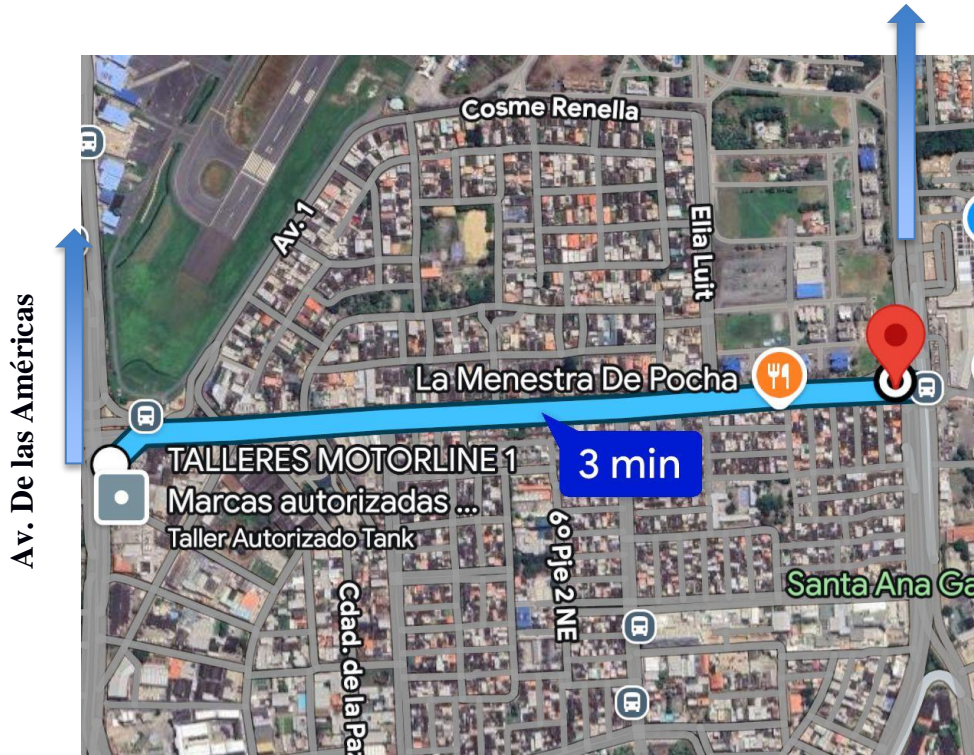 Cosme Renella
Av. 1
Elia Luit
Av. De las Américas
La Menestra De Pocha
3 min
TALLERES MOTORLINE 1
Marcas autorizadas ...
Taller Autorizado Tank
6º Pje 2 NE
Santa Ana Ga
Cdad. de la Paz